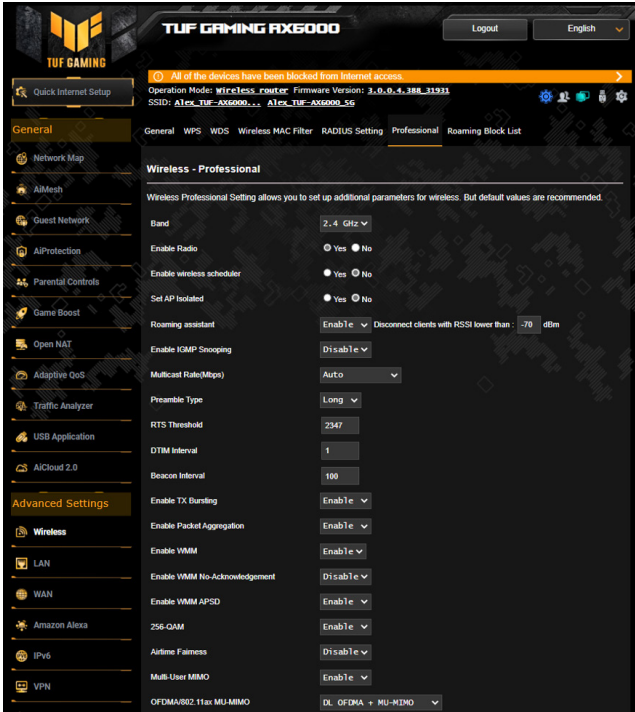 TUF GAMING
TUF GAMING AX6000
Logout
English
All of the devices have been blocked from Internet access.
Quick Internet Setup
Operation Mode: Wireless router Firmware Version: 3.0.0.4.388_31931
SSID: Alex_TUF-AX6000... Alex_TUF-AX6000_5G
General
General WPS WDS Wireless MAC Filter RADIUS Setting Professional Roaming Block List
Network Map
AiMesh
Guest Network
AiProtection
Parental Controls
Game Boost
Open NAT
Adaptive QoS
Traffic Analyzer
USB Application
AiCloud 2.0
Advanced Settings
Wireless
LAN
WAN
Amazon Alexa
IPv6
VPN
Wireless - Professional
Wireless Professional Setting allows you to set up additional parameters for wireless. But default values are recommended.
Band 2.4 GHz
Enable Radio Yes No
Enable wireless scheduler Yes No
Set AP Isolated Yes No
Roaming assistant Enable Disconnect clients with RSSI lower than : -70 dBm
Enable IGMP Snooping Disable
Multicast Rate(Mbps) Auto
Preamble Type Long
RTS Threshold 2347
DTIM Interval 1
Beacon Interval 100
Enable TX Bursting Enable
Enable Packet Aggregation Enable
Enable WMM Enable
Enable WMM No-Acknowledgement Disable
Enable WMM APSD Enable
256-QAM Enable
Airtime Fairness Disable
Multi-User MIMO Enable
OFDMA/802.11ax MU-MIMO DL OFDMA + MU-MIMO